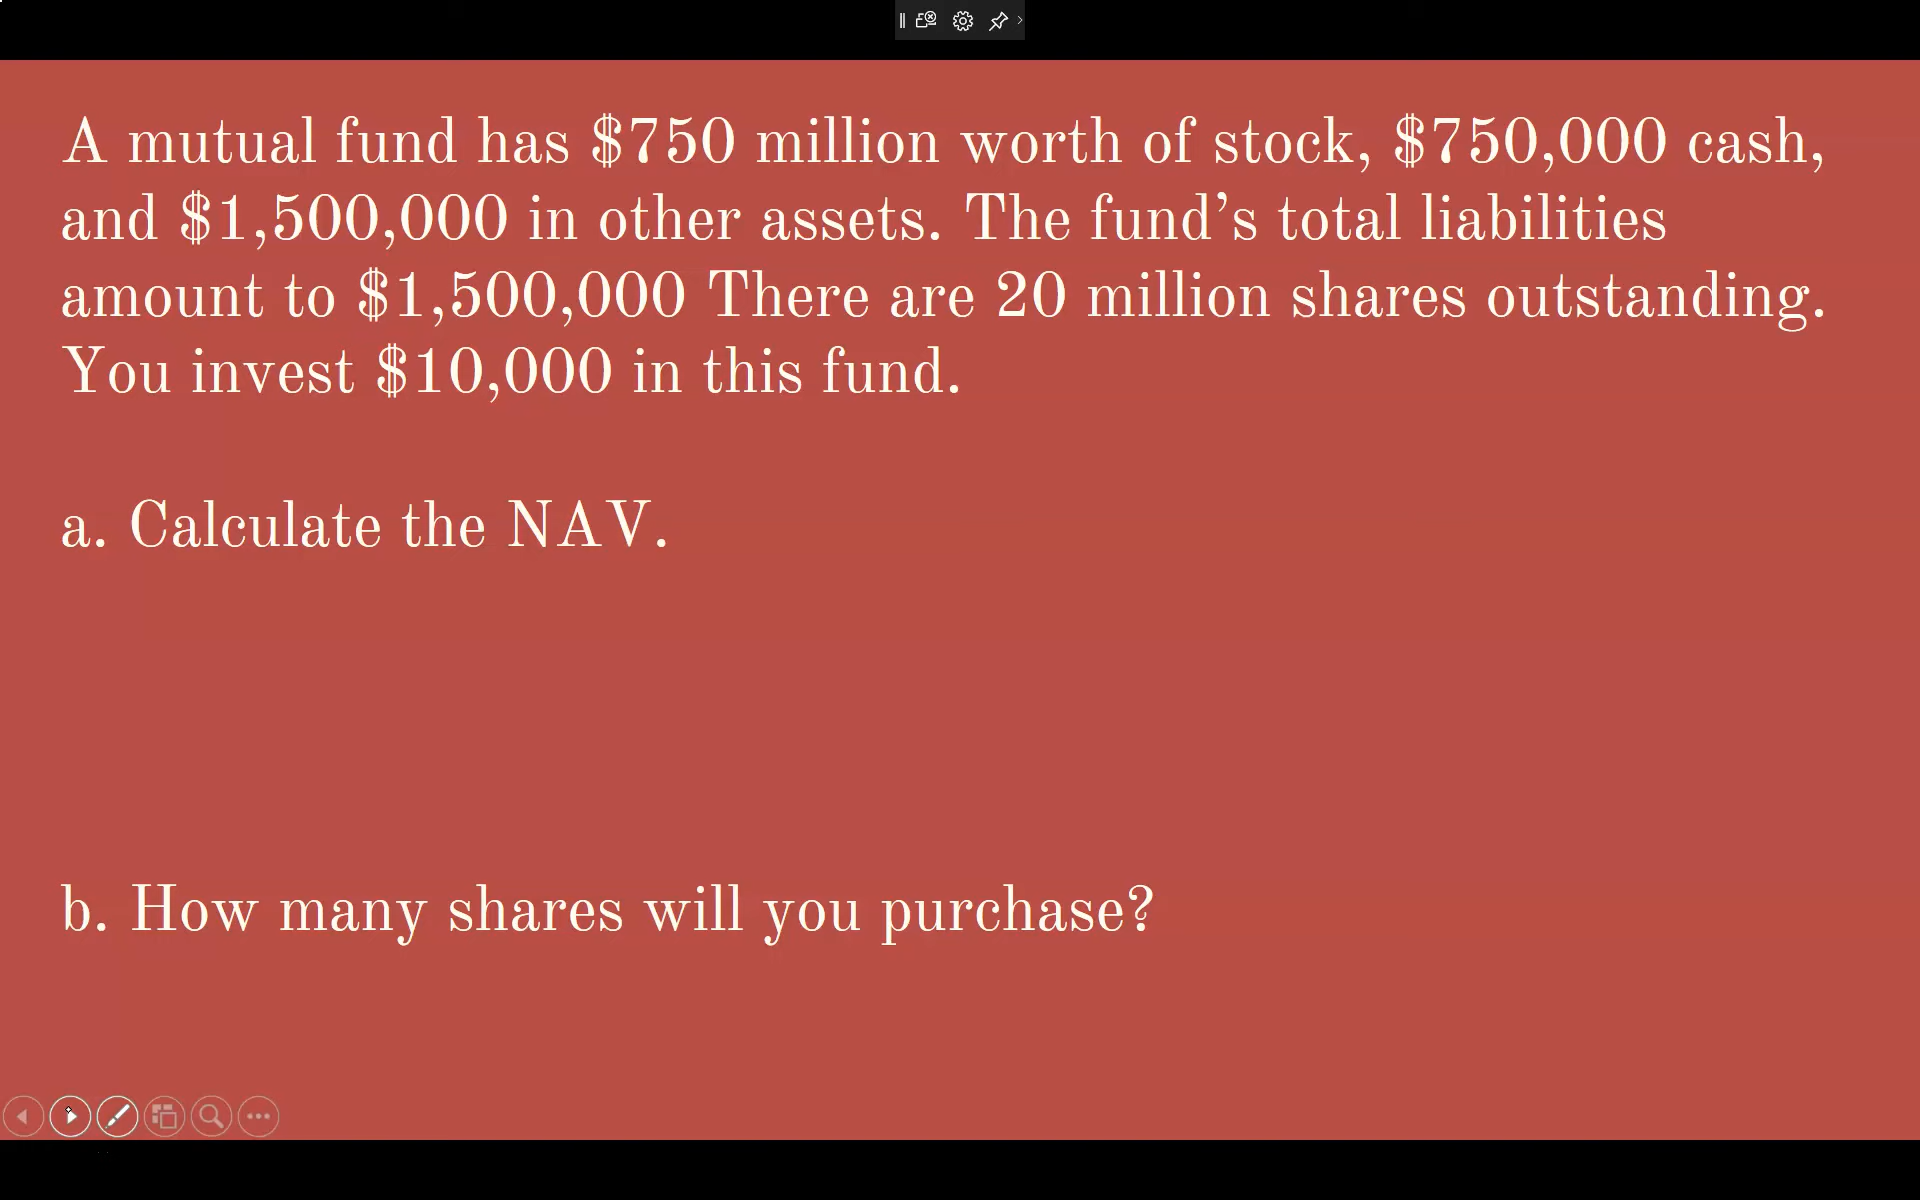 A mutual fund has $750 million worth of stock, $750,000 cash,
and $1,500,000 in other assets. The fund’s total liabilities
amount to $1,500,000 There are 20 million shares outstanding.
You invest $10,000 in this fund.
a. Calculate the NAV.
b. How many shares will you purchase?